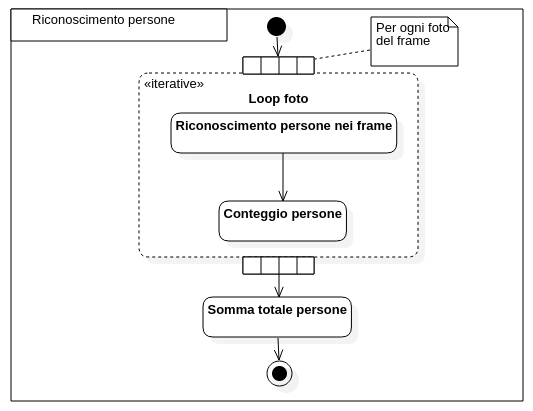 Riconoscimento persone
Per ogni foto
del frame
«iterative»
Loop foto
Riconoscimento persone nei frame
Conteggio persone
Somma totale persone